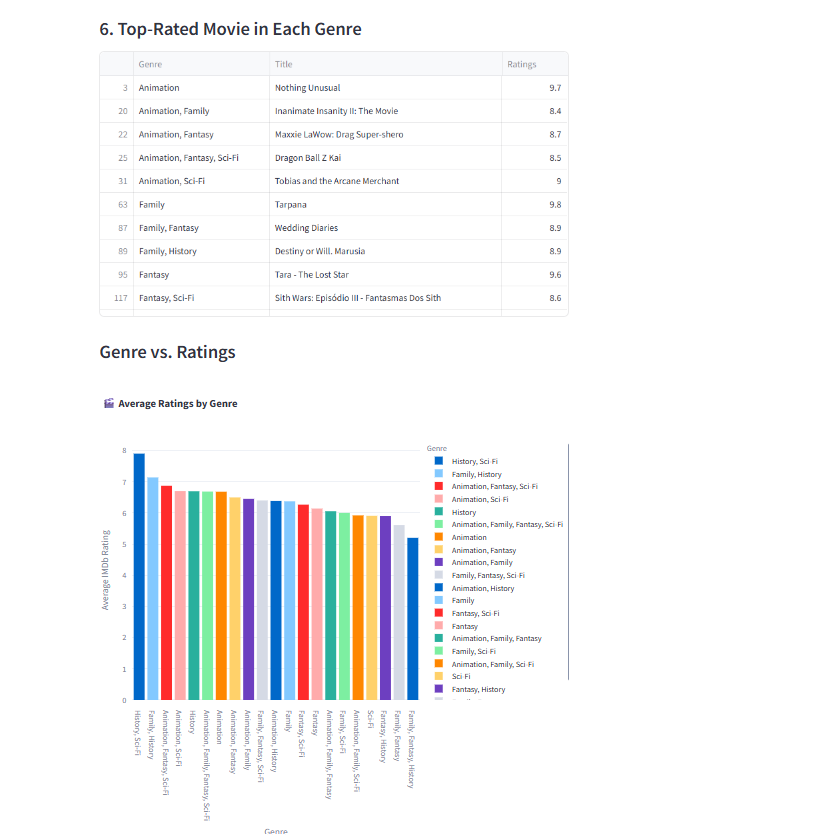 6. Top-Rated Movie in Each Genre
Genre Title Ratings
3 Animation Nothing Unusual 9.7
20 Animation, Family Inanimate Insanity II: The Movie 8.4
22 Animation, Fantasy Maxxie LaWow: Drag Super-shero 8.7
25 Animation, Fantasy, Sci-Fi Dragon Ball Z Kai 8.5
31 Animation, Sci-Fi Tobias and the Arcane Merchant 9
63 Family Tarpana 9.8
87 Family, Fantasy Wedding Diaries 8.9
89 Family, History Destiny or Will. Marusia 8.9
95 Fantasy Tara - The Lost Star 9.6
117 Fantasy, Sci-Fi Sith Wars: Episódio III - Fantasmas Dos Sith 8.6
Genre vs. Ratings
Average Ratings by Genre
8
7
6
5
4
3
2
1
0
Average IMDb Rating
Genre
History, Sci-Fi
Family, History
Animation, Fantasy, Sci-Fi
Animation, Sci-Fi
History
Animation, Family, Fantasy, Sci-Fi
Animation
Animation, Fantasy
Animation, Family
Family, Fantasy, Sci-Fi
Animation, History
Family
Fantasy, Sci-Fi
Fantasy
Animation, Family, Fantasy
Family, Sci-Fi
Animation, Family, Sci-Fi
Sci-Fi
Fantasy, History
History, Sci-Fi
Family, History
Animation, Fantasy, Sci-Fi
Animation, Sci-Fi
History
Animation, Family, Fantasy, Sci-Fi
Animation
Animation, Fantasy
Animation, Family
Family, Fantasy, Sci-Fi
Animation, History
Family
Fantasy, Sci-Fi
Fantasy
Animation, Family, Fantasy
Family, Sci-Fi
Animation, Family, Sci-Fi
Sci-Fi
Fantasy, History
Family, Fantasy
Family, Fantasy, History
Genre